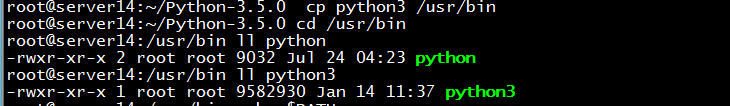 root@server14:~/Python-3.5.0  cp python3 /usr/bin
root@server14:~/Python-3.5.0 cd /usr/bin
root@server14:/usr/bin ll python
-rwxr-xr-x 2 root root 9032 Jul 24 04:23 python
root@server14:/usr/bin ll python3
-rwxr-xr-x 1 root root 9582930 Jan 14 11:37 python3